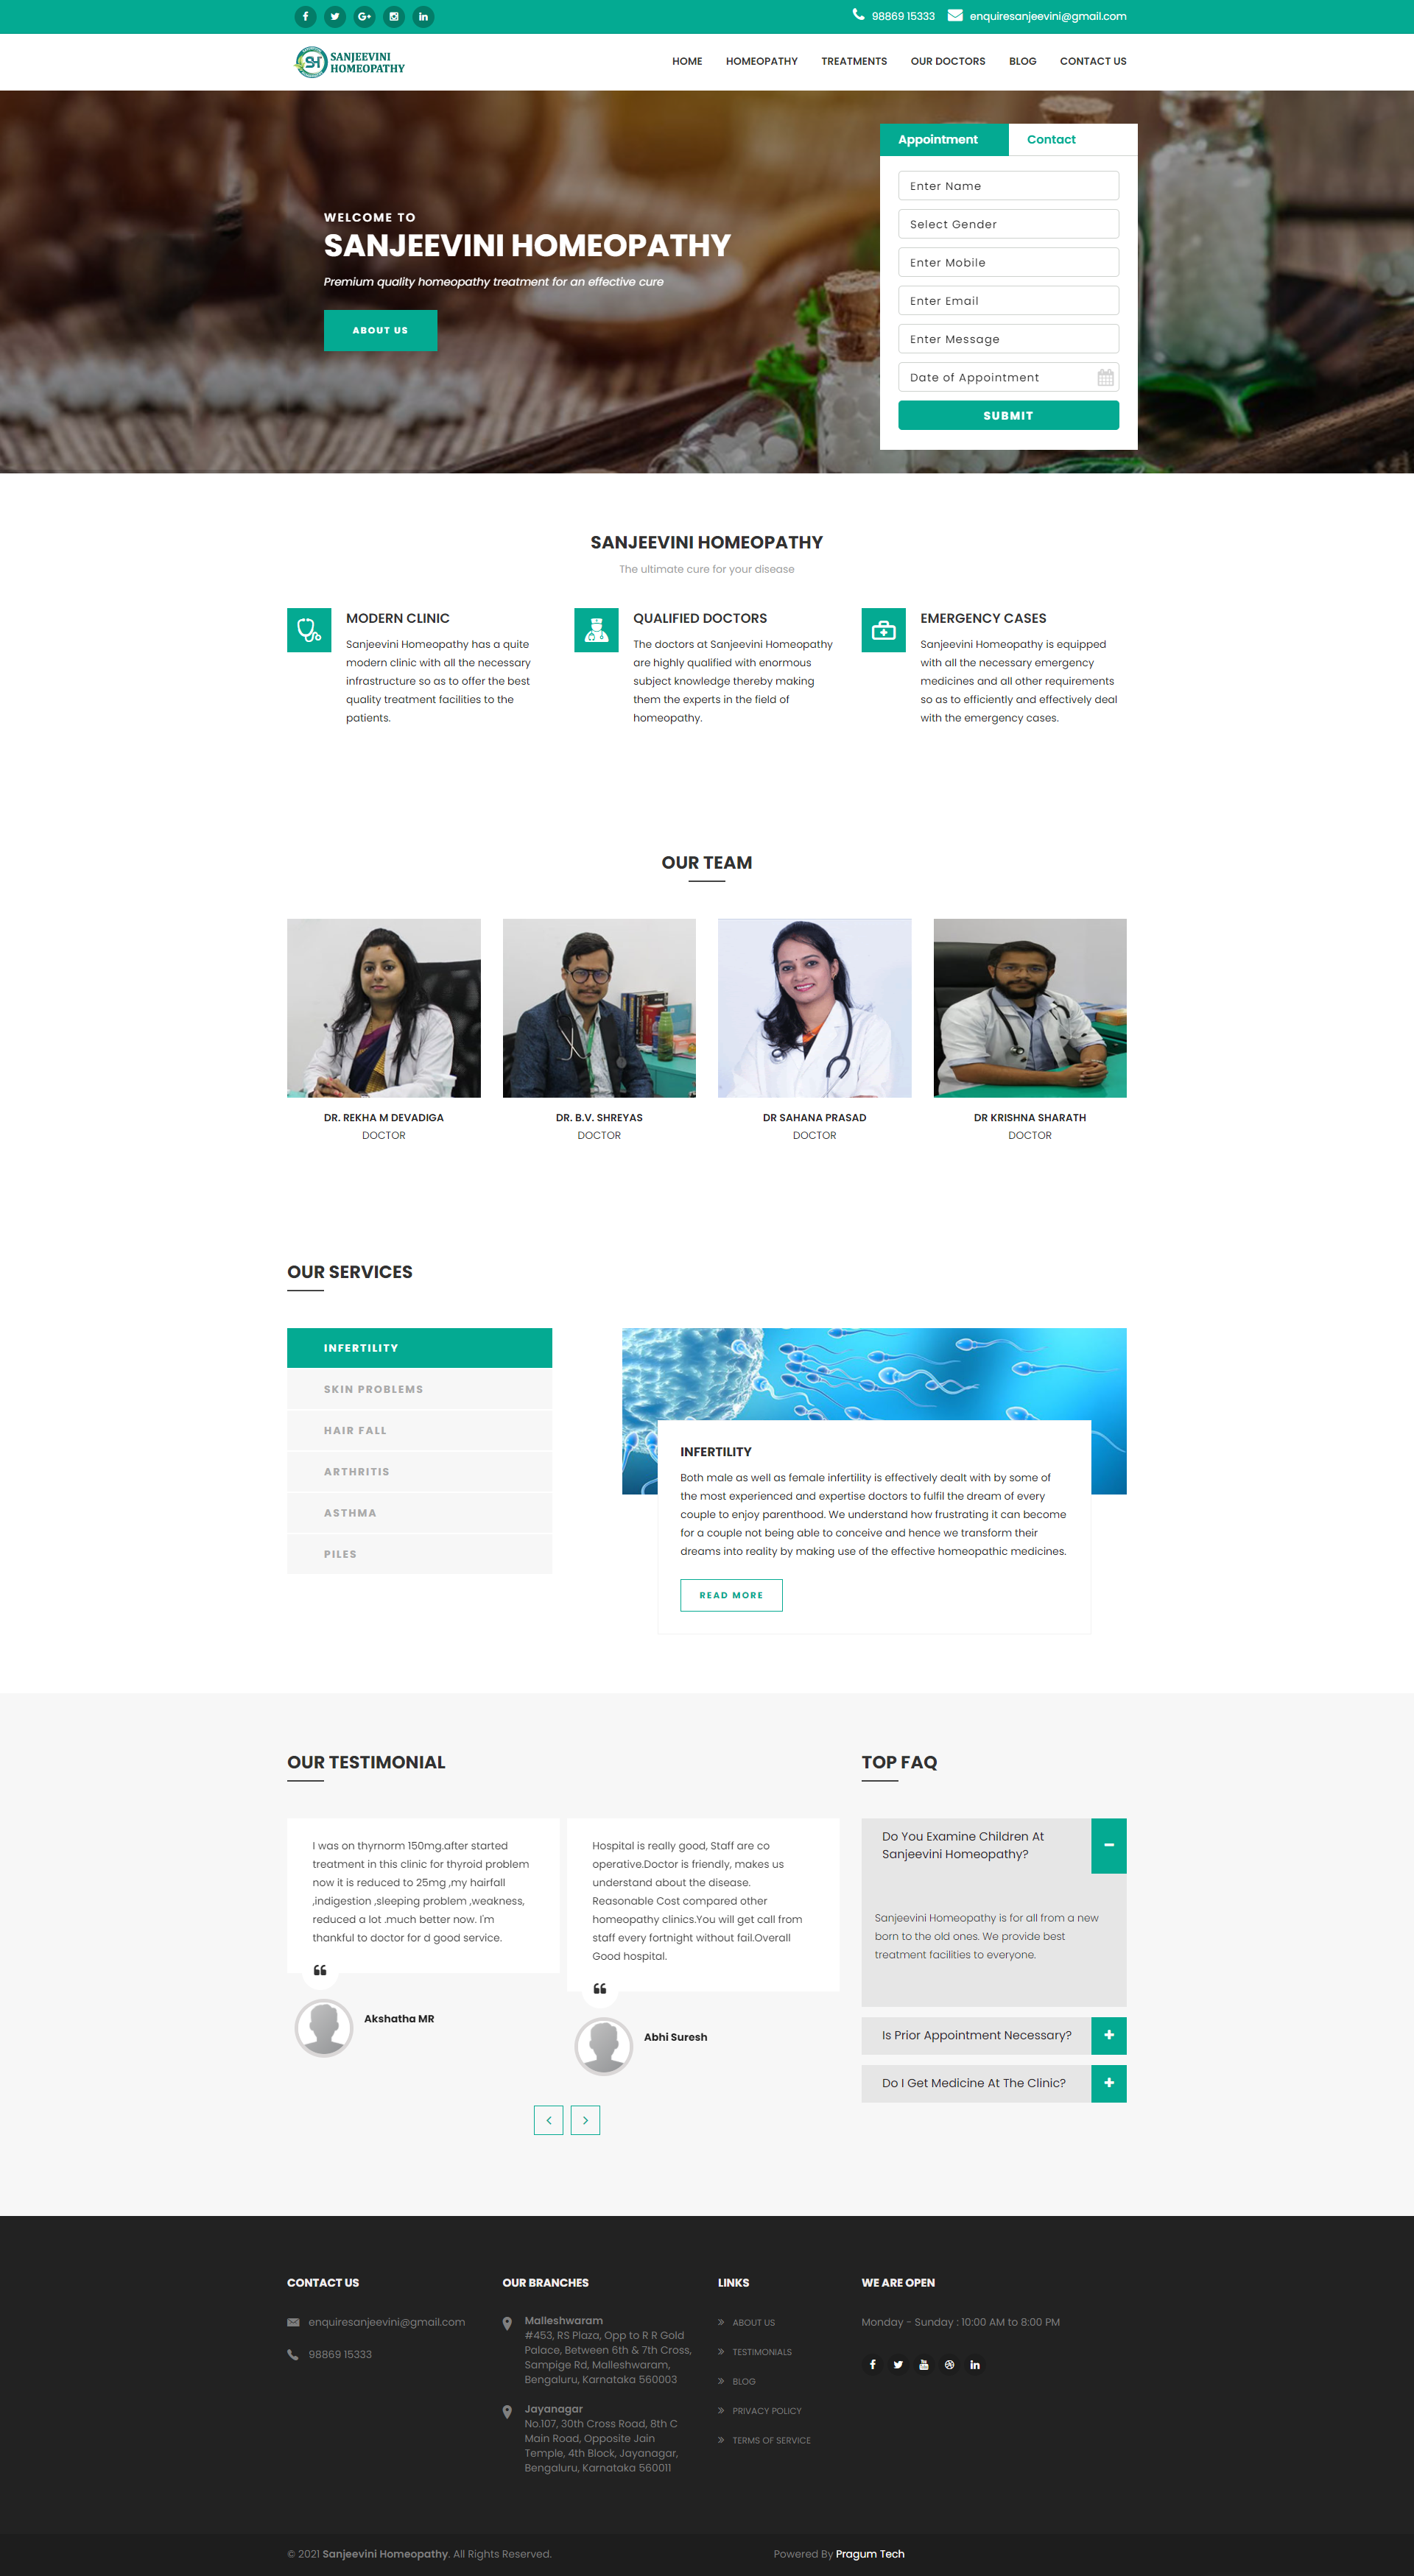 98869 15333 enquiresanjeevini@gmail.com
SH SANJEEVINI
HOMEOPATHY
HOME HOMEOPATHY TREATMENTS OUR DOCTORS BLOG CONTACT US
Appointment Contact
Enter Name
Select Gender
Enter Mobile
Enter Email
Enter Message
Date of Appointment
SUBMIT
WELCOME TO
SANJEEVINI HOMEOPATHY
Premium quality homeopathy treatment for an effective cure
ABOUT US
SANJEEVINI HOMEOPATHY
The ultimate cure for your disease
MODERN CLINIC
Sanjeevini Homeopathy has a quite
modern clinic with all the necessary
infrastructure so as to offer the best
quality treatment facilities to the
patients.
QUALIFIED DOCTORS
The doctors at Sanjeevini Homeopathy
are highly qualified with enormous
subject knowledge thereby making
them the experts in the field of
homeopathy.
EMERGENCY CASES
Sanjeevini Homeopathy is equipped
with all the necessary emergency
medicines and all other requirements
so as to efficiently and effectively deal
with the emergency cases.
OUR TEAM
DR. REKHA M DEVADIGA
DOCTOR
DR. B.V. SHREYAS
DOCTOR
DR SAHANA PRASAD
DOCTOR
DR KRISHNA SHARATH
DOCTOR
OUR SERVICES
INFERTILITY
SKIN PROBLEMS
HAIR FALL
ARTHRITIS
ASTHMA
PILES
INFERTILITY
Both male as well as female infertility is effectively dealt with by some of
the most experienced and expertise doctors to fulfil the dream of every
couple to enjoy parenthood. We understand how frustrating it can become
for a couple not being able to conceive and hence we transform their
dreams into reality by making use of the effective homeopathic medicines.
READ MORE
OUR TESTIMONIAL
I was on thyrnorm 150mg.after started
treatment in this clinic for thyroid problem
now it is reduced to 25mg ,my hairfall
,indigestion ,sleeping problem ,weakness,
reduced a lot .much better now. I'm
thankful to doctor for d good service.
Akshatha MR
Hospital is really good, Staff are co
operative.Doctor is friendly, makes us
understand about the disease.
Reasonable Cost compared other
homeopathy clinics.You will get call from
staff every fortnight without fail.Overall
Good hospital.
Abhi Suresh
TOP FAQ
Do You Examine Children At
Sanjeevini Homeopathy?
Sanjeevini Homeopathy is for all from a new
born to the old ones. We provide best
treatment facilities to everyone.
Is Prior Appointment Necessary?
Do I Get Medicine At The Clinic?
CONTACT US
enquiresanjeevini@gmail.com
98869 15333
OUR BRANCHES
Malleshwaram
#453, RS Plaza, Opp to R R Gold
Palace, Between 6th & 7th Cross,
Sampige Rd, Malleshwaram,
Bengaluru, Karnataka 560003
Jayanagar
No.107, 30th Cross Road, 8th C
Main Road, Opposite Jain
Temple, 4th Block, Jayanagar,
Bengaluru, Karnataka 560011
LINKS
ABOUT US
TESTIMONIALS
BLOG
PRIVACY POLICY
TERMS OF SERVICE
WE ARE OPEN
Monday - Sunday : 10:00 AM to 8:00 PM
© 2021 Sanjeevini Homeopathy. All Rights Reserved.
Powered By Pragum Tech